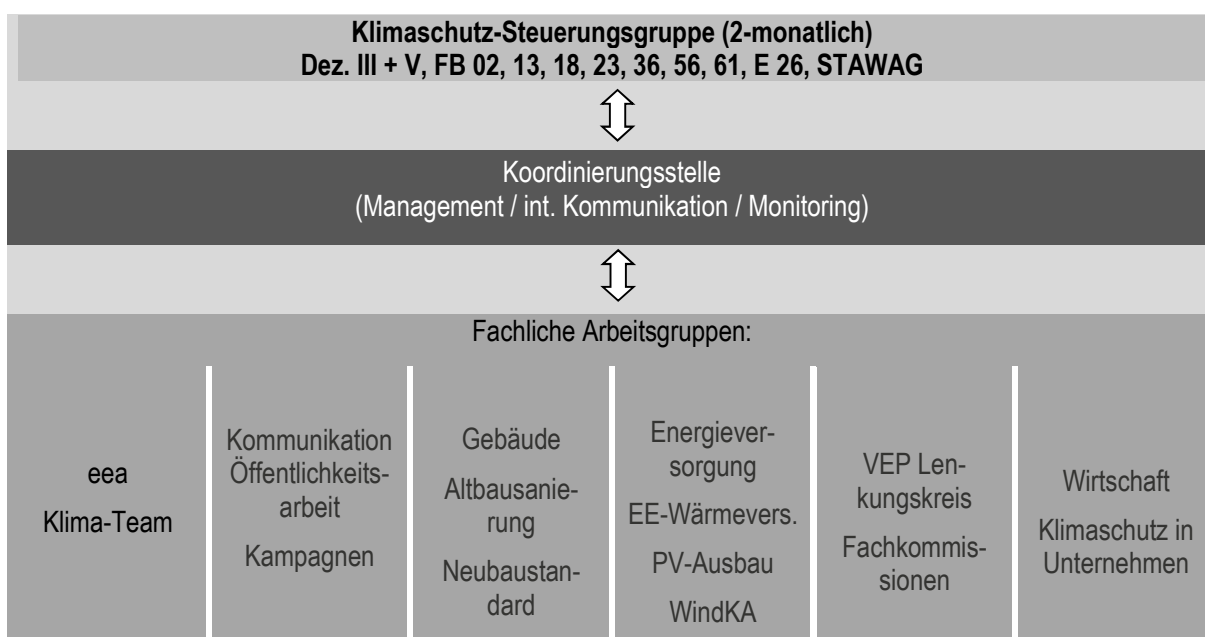 Klimaschutz-Steuerungsgruppe (2-monatlich)
Dez. III + V, FB 02, 13, 18, 23, 36, 56, 61, E 26, STAWAG
Koordinierungsstelle
(Management / int. Kommunikation / Monitoring)
Fachliche Arbeitsgruppen:
eea
Klima-Team
Kommunikation
Öffentlichkeits-
arbeit
Kampagnen
Gebäude
Altbausanie-
rung
Neubaustan-
dard
Energiever-
sorgung
EE-Wärmevers.
PV-Ausbau
WindKA
VEP Len-
kungskreis
Fachkommis-
sionen
Wirtschaft
Klimaschutz in
Unternehmen